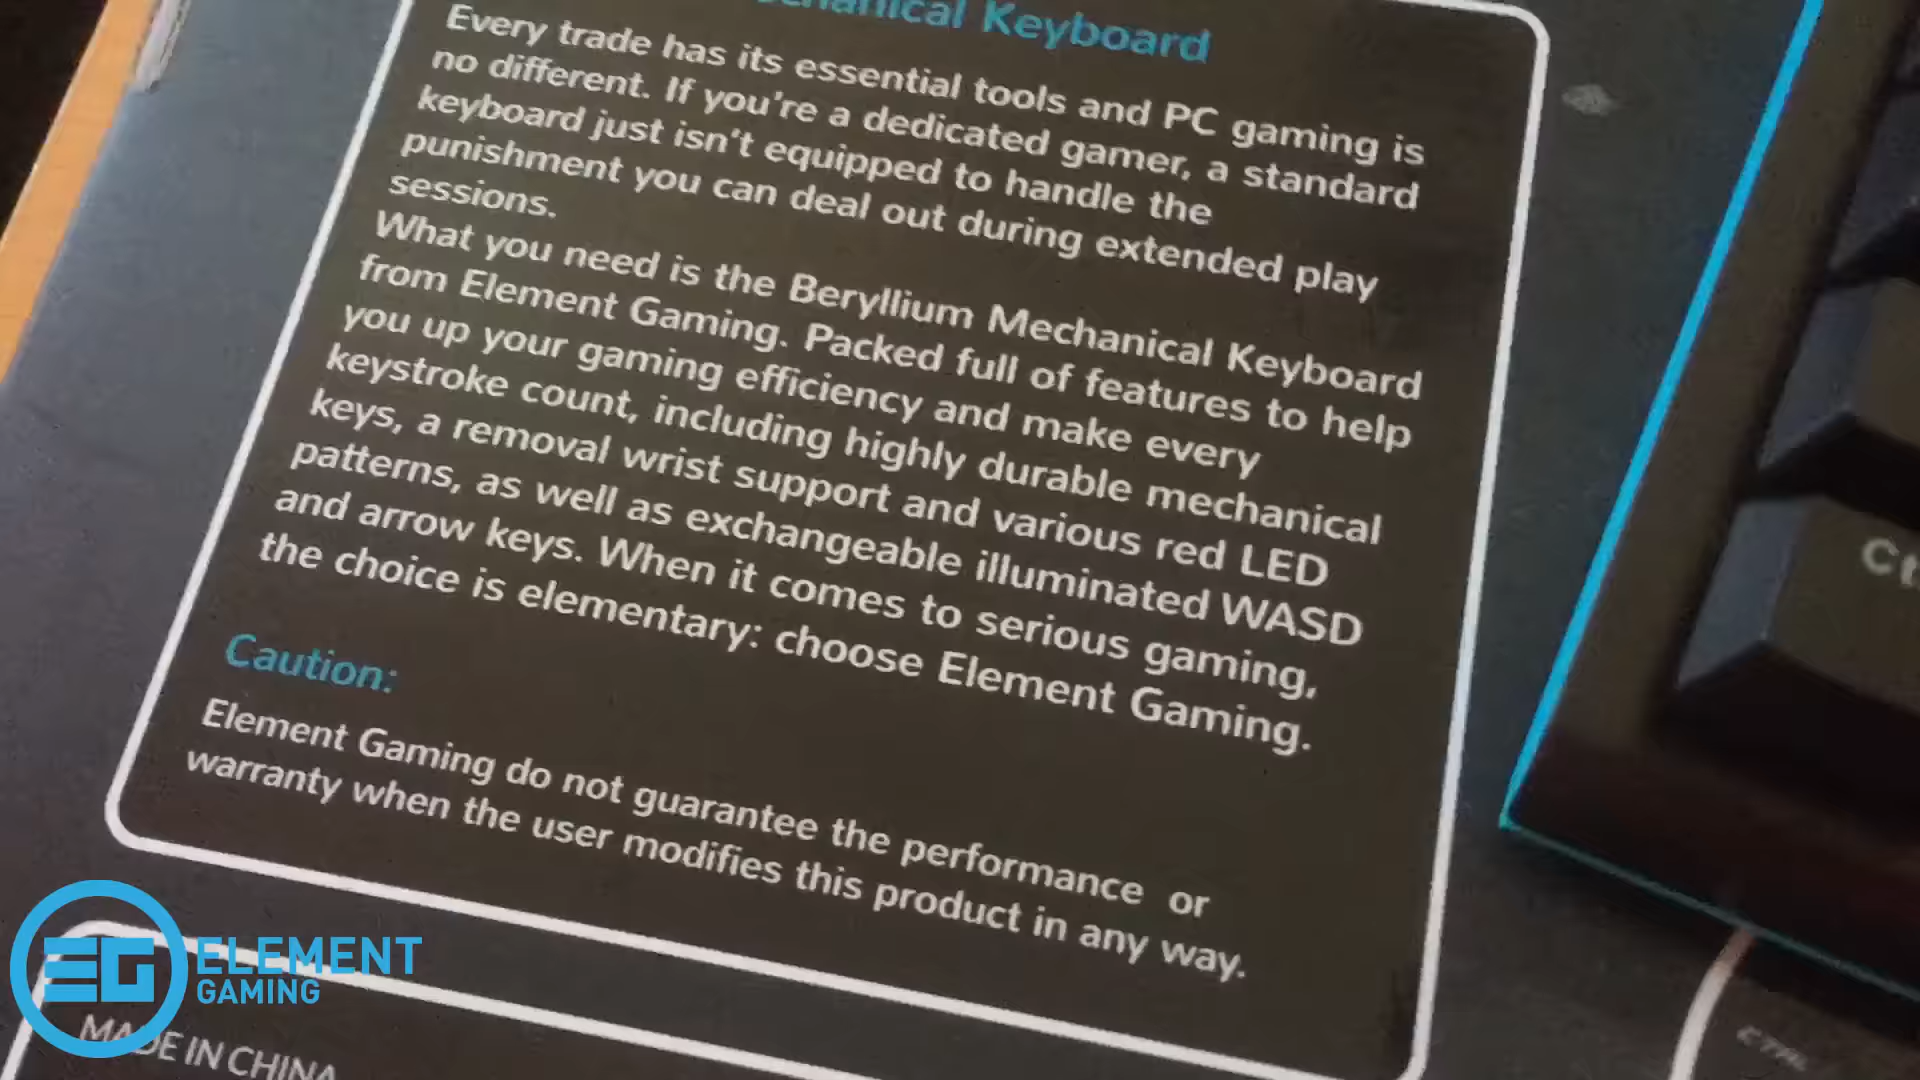 Mechanical Keyboard
Every trade has its essential tools and PC gaming is
no different. If you're a dedicated gamer, a standard
keyboard just isn't equipped to handle the
punishment you can deal out during extended play
sessions.
What you need is the Beryllium Mechanical Keyboard
from Element Gaming. Packed full of features to help
you up your gaming efficiency and make every
keystroke count, including highly durable mechanical
keys, a removal wrist support and various red LED
patterns, as well as exchangeable illuminated WASD
and arrow keys. When it comes to serious gaming,
the choice is elementary: choose Element Gaming.
Caution:
Element Gaming do not guarantee the performance or
warranty when the user modifies this product in any way.
EG ELEMENT
GAMING
MADE IN CHINA
Ct
CTRL